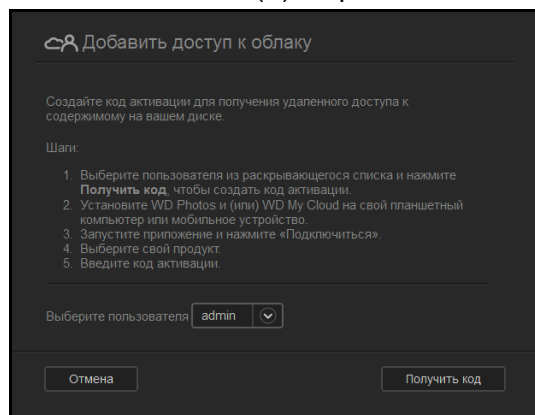 Добавить доступ к облаку
Создайте код активации для получения удаленного доступа к
содержимому на вашем диске.
Шаги:
1. Выберите пользователя из раскрывающегося списка и нажмите
Получить код, чтобы создать код активации.
2. Установите WD Photos и (или) WD My Cloud на свой планшетный
компьютер или мобильное устройство.
3. Запустите приложение и нажмите «Подключиться».
4. Выберите свой продукт.
5. Введите код активации.
Выберите пользователя admin
Отмена Получить код